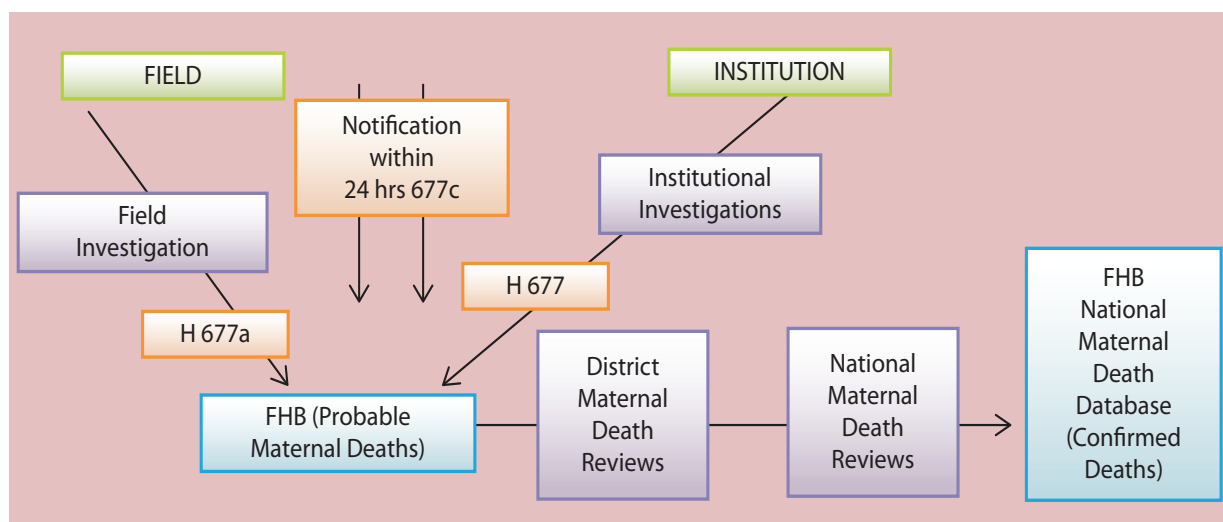 FIELD
INSTITUTION
Notification
within
24 hrs 677c
Field
Investigation
Institutional
Investigations
H 677a
H 677
FHB (Probable
Maternal Deaths)
District
Maternal
Death
Reviews
National
Maternal
Death
Reviews
FHB
National
Maternal
Death
Database
(Confirmed
Deaths)